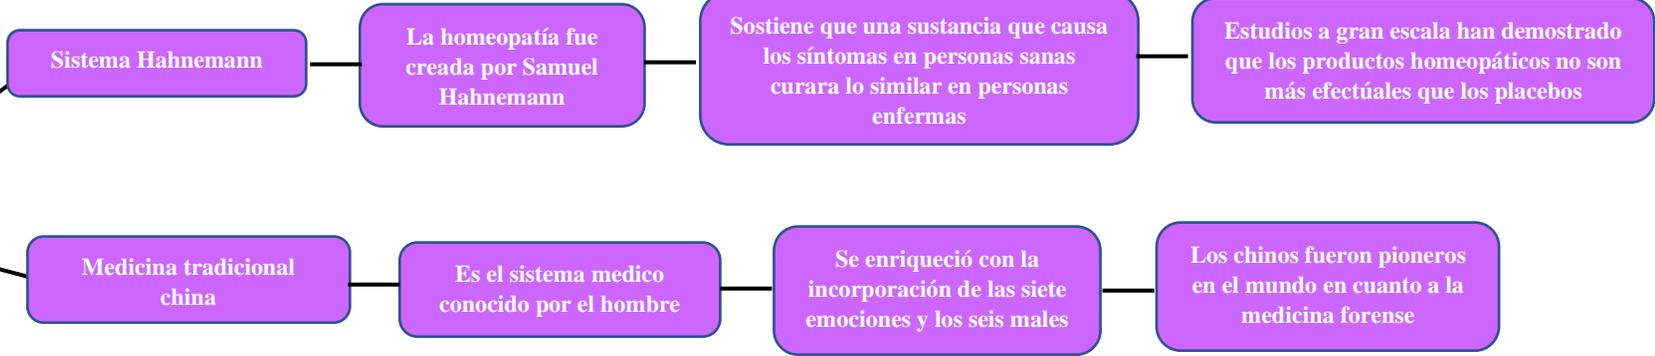 Sistema Hahnemann
La homeopatía fue
creada por Samuel
Hahnemann
Sostiene que una sustancia que causa
los síntomas en personas sanas
curara lo similar en personas
enfermas
Estudios a gran escala han demostrado
que los productos homeopáticos no son
más efectúales que los placebos
Medicina tradicional
china
Es el sistema medico
conocido por el hombre
Se enriqueció con la
incorporación de las siete
emociones y los seis males
Los chinos fueron pioneros
en el mundo en cuanto a la
medicina forense